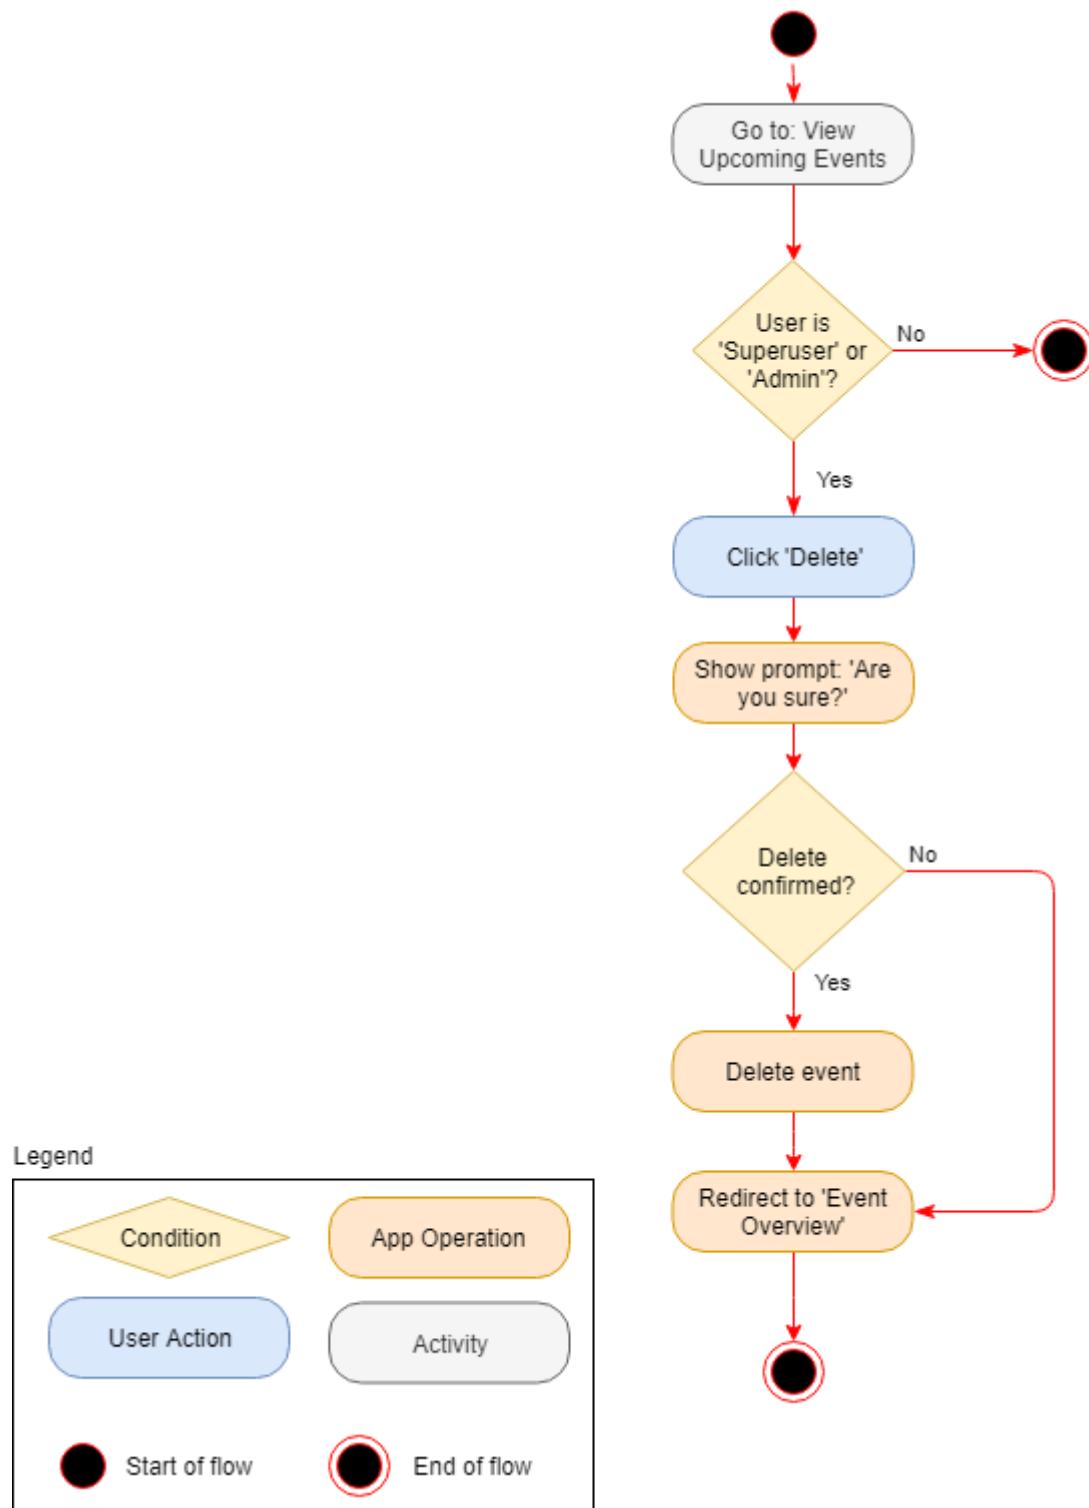 Go to: View
Upcoming Events
User is
'Superuser' or
'Admin'?
No
Yes
Click 'Delete'
Show prompt: 'Are
you sure?'
Delete
confirmed?
No
Yes
Delete event
Redirect to 'Event
Overview'
Legend
Condition
App Operation
User Action
Activity
Start of flow
End of flow